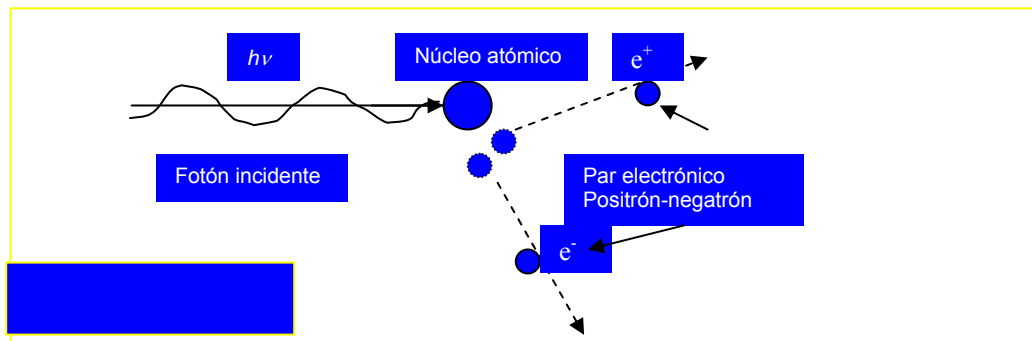 hν
Núcleo atómico
e⁺
Fotón incidente
Par electrónico
Positrón-negatrón
e⁻